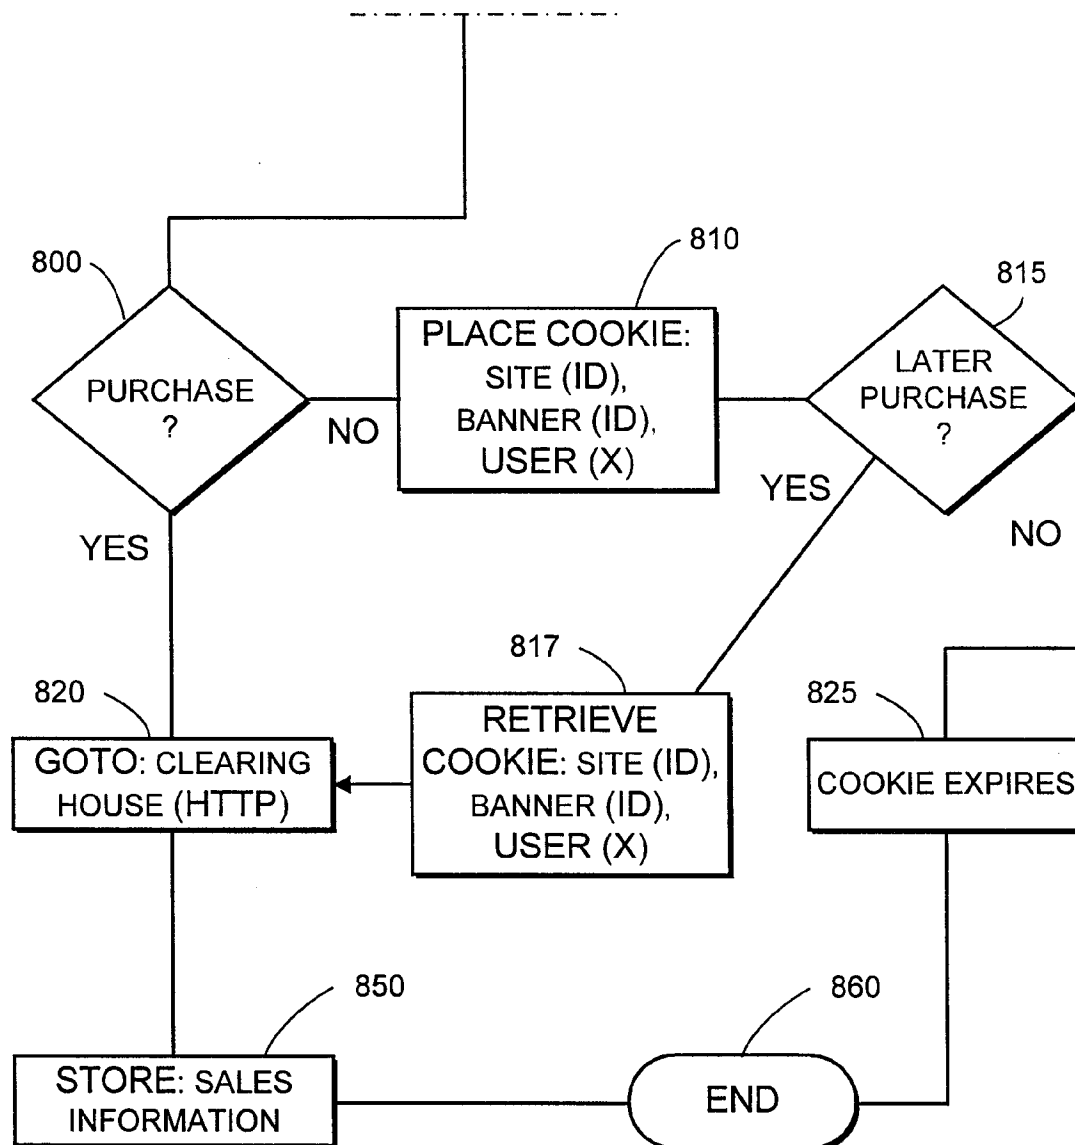 800
PURCHASE
?
NO
YES
810
PLACE COOKIE:
SITE (ID),
BANNER (ID),
USER (X)
815
LATER
PURCHASE
?
YES
NO
817
RETRIEVE
COOKIE: SITE (ID),
BANNER (ID),
USER (X)
820
GOTO: CLEARING
HOUSE (HTTP)
825
COOKIE EXPIRES
850
STORE: SALES
INFORMATION
860
END